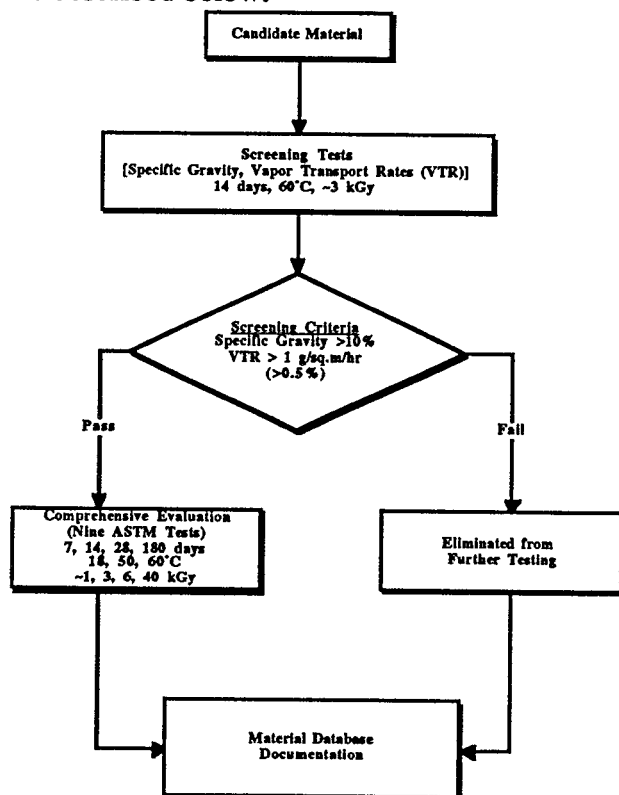 Candidate Material
Screening Tests
[Specific Gravity, Vapor Transport Rates (VTR)]
14 days, 60°C, ~3 kGy
Screening Criteria
Specific Gravity >10%
VTR > 1 g/sq.m/hr
(>0.5%)
Pass
Fail
Comprehensive Evaluation
(Nine ASTM Tests)
7, 14, 28, 180 days
18, 50, 60°C
~1, 3, 6, 40 kGy
Eliminated from
Further Testing
Material Database
Documentation